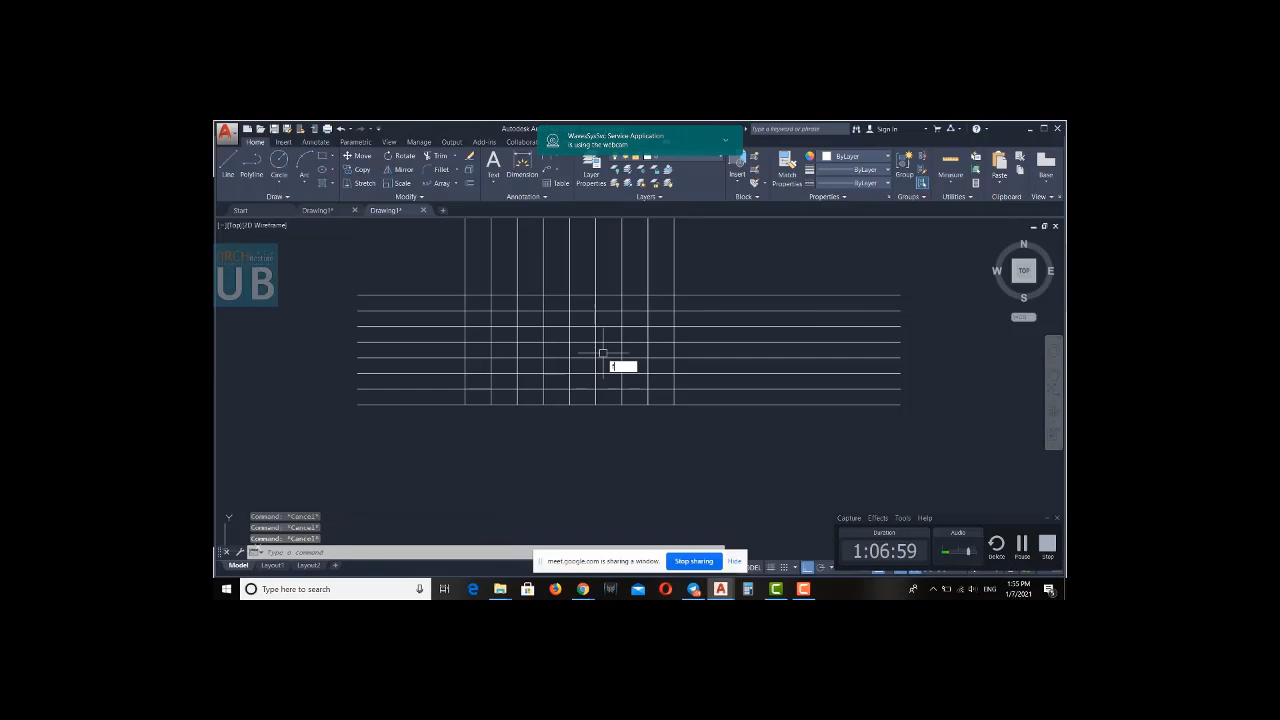 Autodesk
WavesSysSvc Service Application
is using the webcam
Type a keyword or phrase
Sign In
Home
Insert
Annotate
Parametric
View
Manage
Output
Add-ins
Collaborate
Line
Polyline
Circle
Arc
Move
Rotate
Trim
Copy
Mirror
Fillet
Stretch
Scale
Array
Text
Dimension
Table
Layer
Properties
Insert
Match
Properties
ByLayer
ByLayer
ByLayer
Group
Measure
Paste
Base
Draw
Modify
Annotation
Layers
Block
Properties
Groups
Utilities
Clipboard
View
Start
Drawing1*
Drawing1*
[−][Top][2D Wireframe]
ARCHitecture
UB
N
W
TOP
E
S
WCS
Command: *Cancel*
Command: *Cancel*
Command: *Cancel*
Type a command
Capture
Effects
Tools
Help
Duration
Audio
1:06:59
Delete
Pause
Stop
meet.google.com is sharing a window.
Stop sharing
Hide
Model
Layout1
Layout2
Type here to search
ENG
1:55 PM
1/7/2021